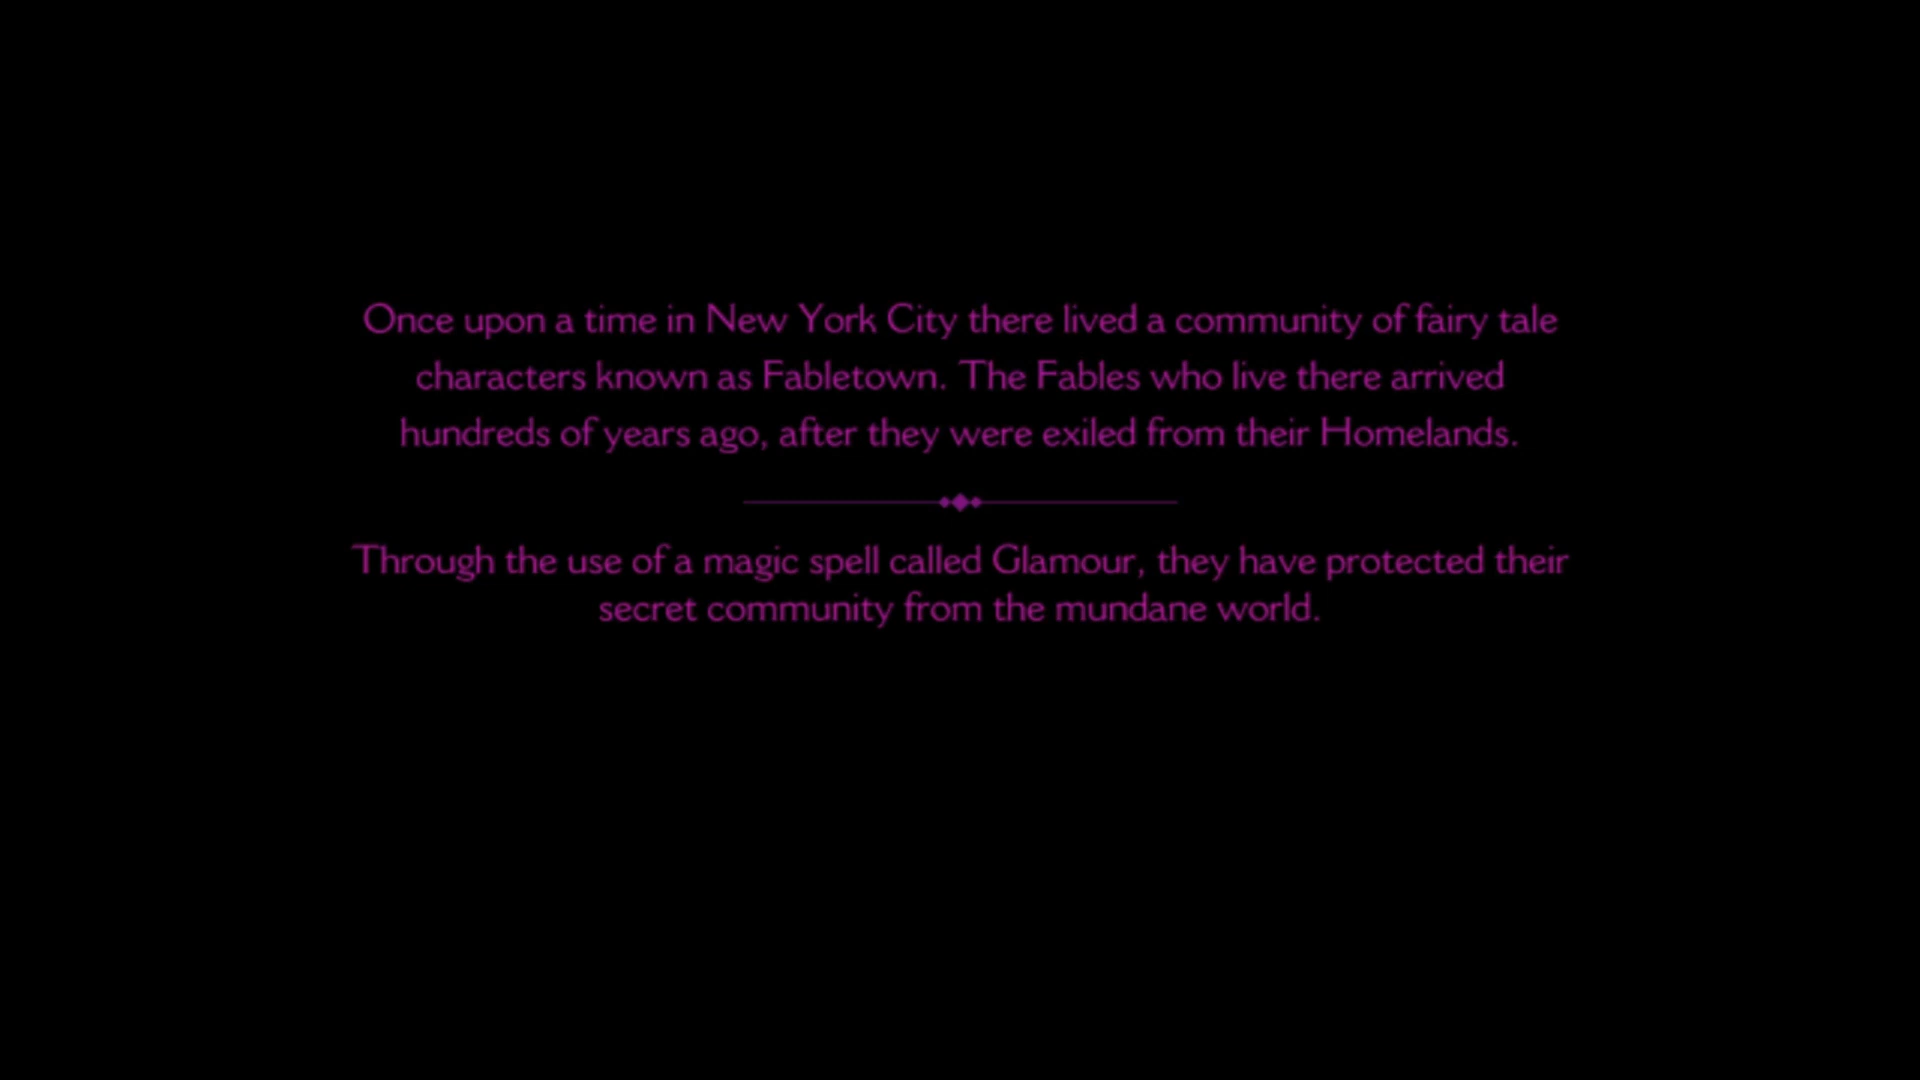 Once upon a time in New York City there lived a community of fairy tale
characters known as Fabletown. The Fables who live there arrived
hundreds of years ago, after they were exiled from their Homelands.
Through the use of a magic spell called Glamour, they have protected their
secret community from the mundane world.